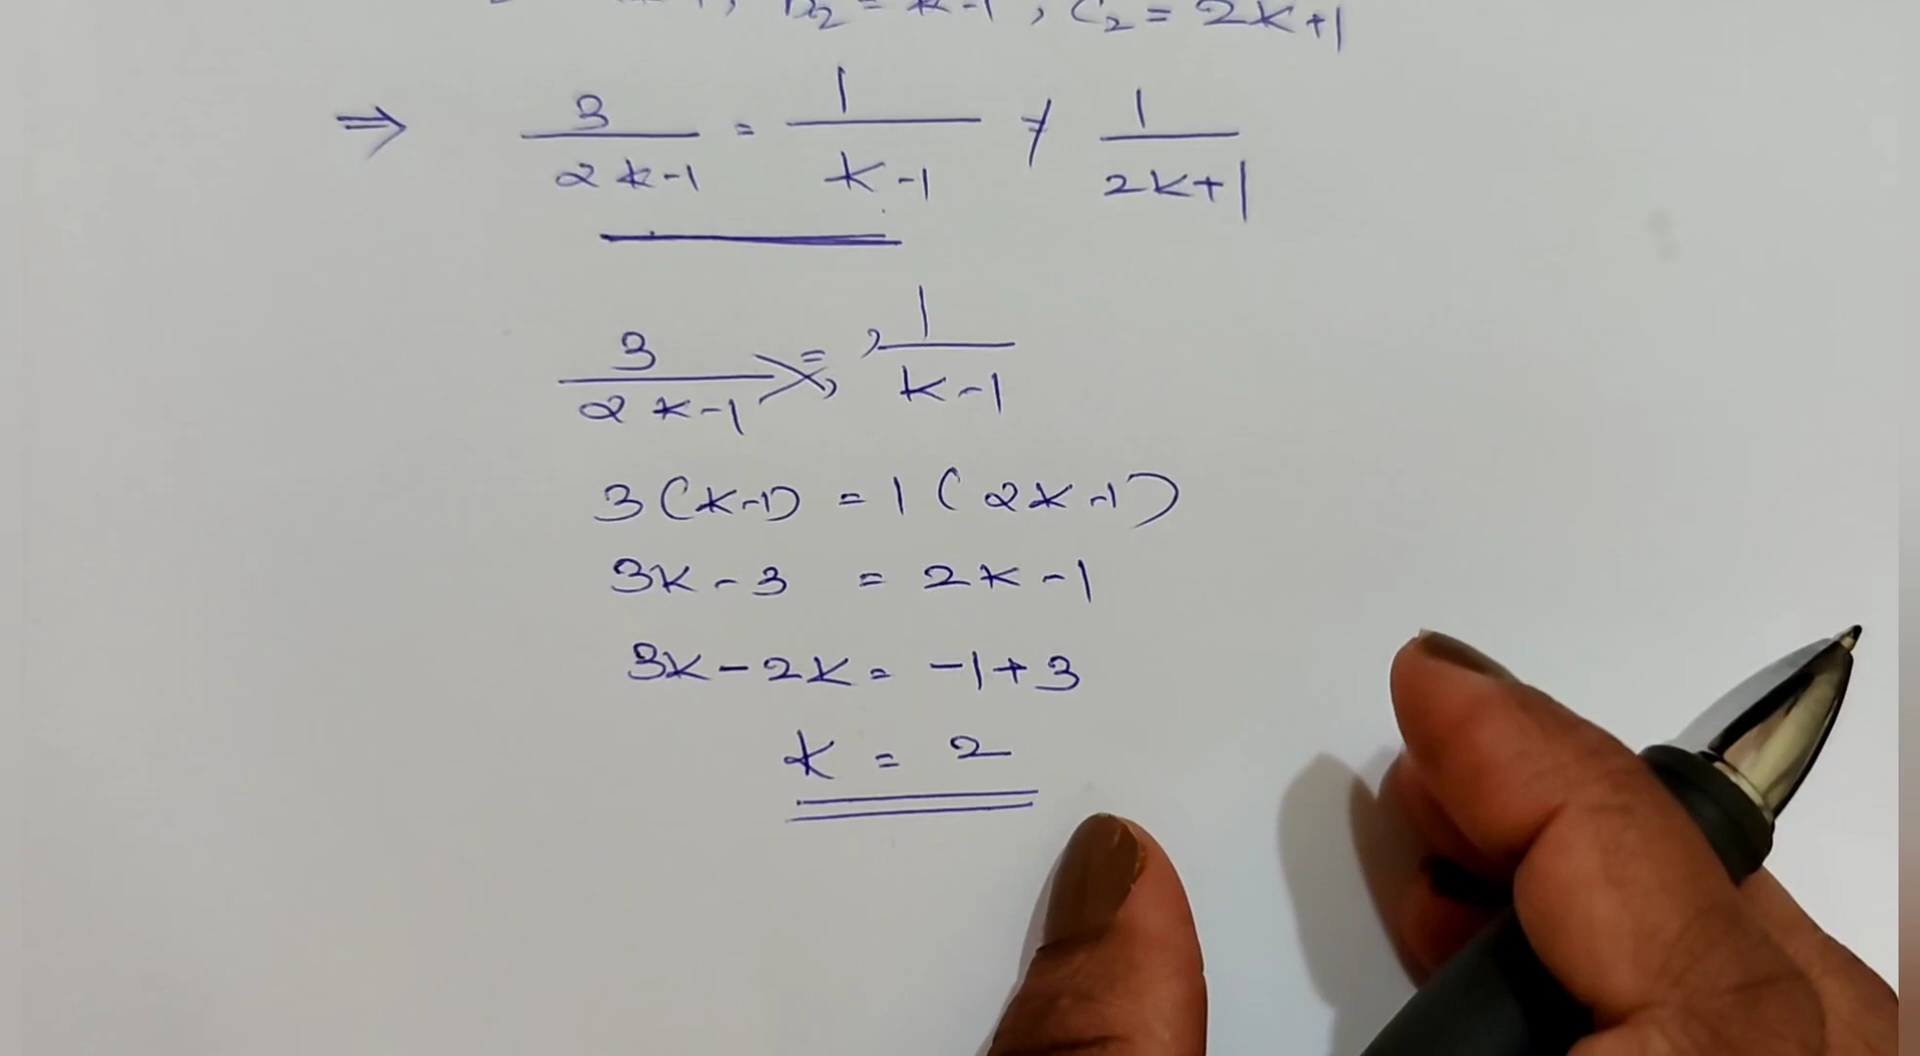 b₂ = k-1, c₂ = 2k+1
⇒ 3/(2k-1) = 1/(k-1) ≠ 1/(2k+1)
3/(2k-1) = 1/(k-1)
3(k-1) = 1(2k-1)
3k-3 = 2k-1
3k-2k = -1+3
k = 2